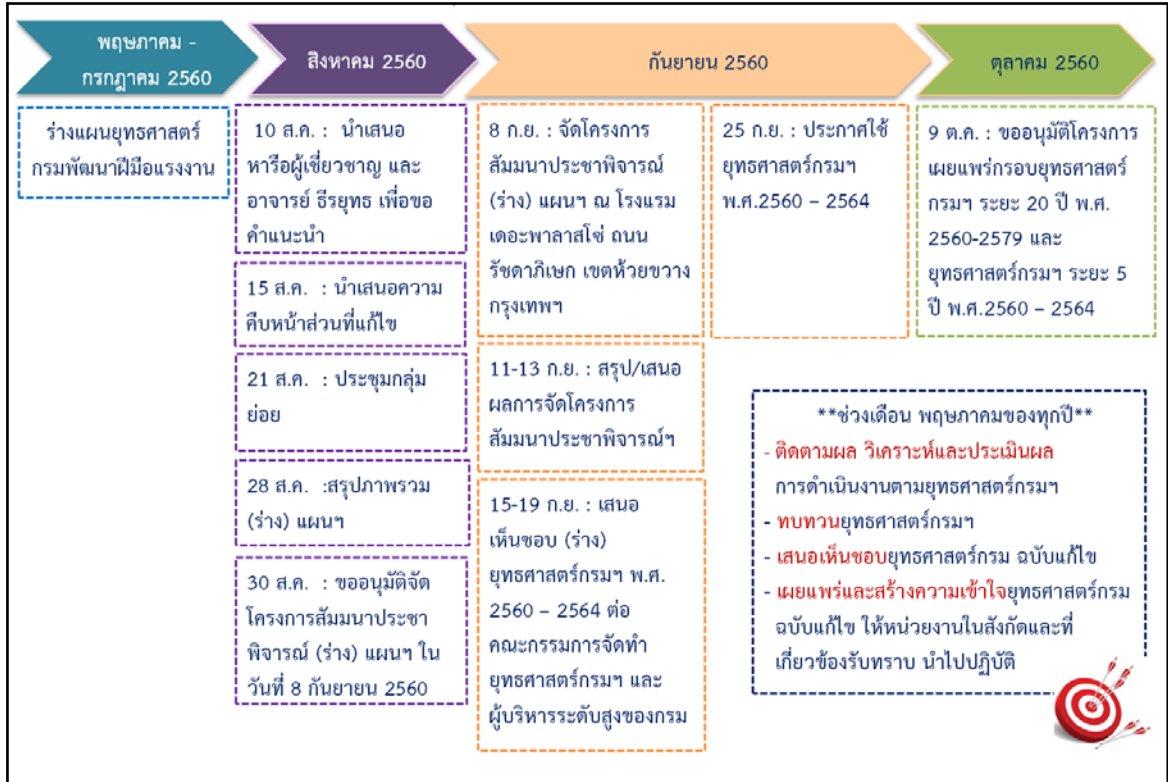 พฤษภาคม -
กรกฎาคม 2560
สิงหาคม 2560
กันยายน 2560
ตุลาคม 2560
ร่างแผนยุทธศาสตร์
กรมพัฒนาฝีมือแรงงาน
10 ส.ค. : นำเสนอ
หารือผู้เชี่ยวชาญ และ
อาจารย์ ธีรยุทธ เพื่อขอ
คำแนะนำ
15 ส.ค. : นำเสนอความ
คืบหน้าส่วนที่แก้ไข
21 ส.ค. : ประชุมกลุ่ม
ย่อย
28 ส.ค. :สรุปภาพรวม
(ร่าง) แผนฯ
30 ส.ค. : ขออนุมัติจัด
โครงการสัมมนาประชา
พิจารณ์ (ร่าง) แผนฯ ใน
วันที่ 8 กันยายน 2560
8 ก.ย. : จัดโครงการ
สัมมนาประชาพิจารณ์
(ร่าง) แผนฯ ณ โรงแรม
เดอะพาลาสโซ่ ถนน
รัชดาภิเษก เขตห้วยขวาง
กรุงเทพฯ
11-13 ก.ย. : สรุป/เสนอ
ผลการจัดโครงการ
สัมมนาประชาพิจารณ์ฯ
15-19 ก.ย. : เสนอ
เห็นชอบ (ร่าง)
ยุทธศาสตร์กรมฯ พ.ศ.
2560 – 2564 ต่อ
คณะกรรมการจัดทำ
ยุทธศาสตร์กรมฯ และ
ผู้บริหารระดับสูงของกรม
25 ก.ย. : ประกาศใช้
ยุทธศาสตร์กรมฯ
พ.ศ.2560 – 2564
9 ต.ค. : ขออนุมัติโครงการ
เผยแพร่กรอบยุทธศาสตร์
กรมฯ ระยะ 20 ปี พ.ศ.
2560-2579 และ
ยุทธศาสตร์กรมฯ ระยะ 5
ปี พ.ศ.2560 – 2564
**ช่วงเดือน พฤษภาคมของทุกปี**
- ติดตามผล วิเคราะห์และประเมินผล
การดำเนินงานตามยุทธศาสตร์กรมฯ
- ทบทวนยุทธศาสตร์กรมฯ
- เสนอเห็นชอบยุทธศาสตร์กรม ฉบับแก้ไข
- เผยแพร่และสร้างความเข้าใจยุทธศาสตร์กรม
ฉบับแก้ไข ให้หน่วยงานในสังกัดและที่
เกี่ยวข้องรับทราบ นำไปปฏิบัติ